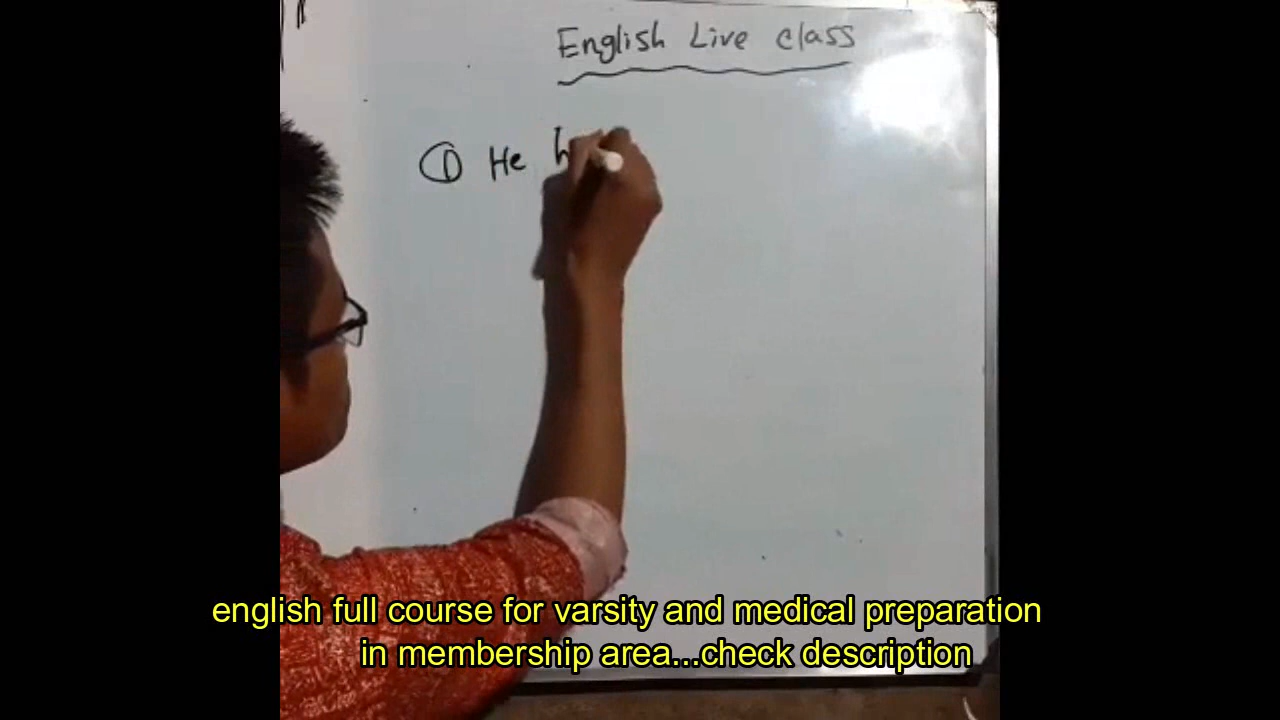 English Live class
① He h
english full course for varsity and medical preparation
in membership area...check description